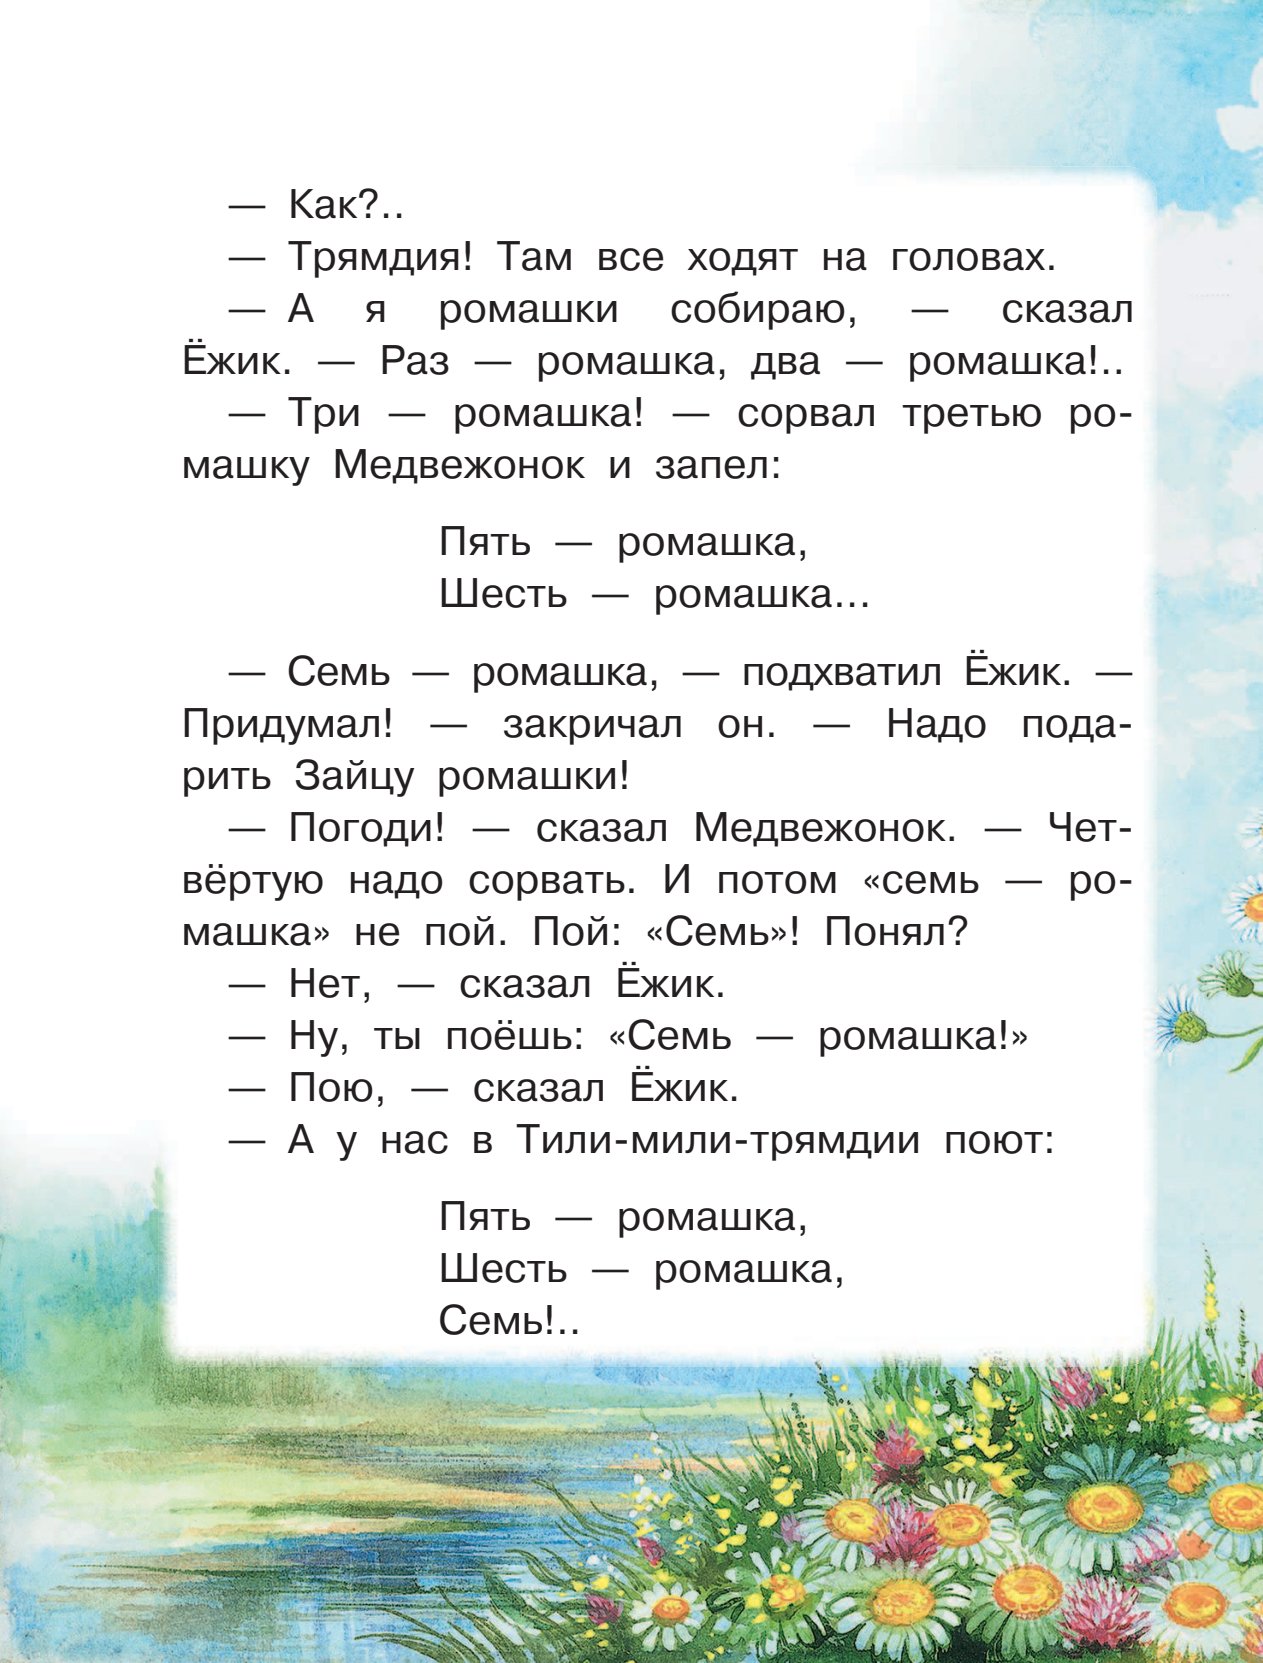 — Как?..
— Трямдия! Там все ходят на головах.
— А я ромашки собираю, — сказал
Ёжик. — Раз — ромашка, два — ромашка!..
— Три — ромашка! — сорвал третью ро-
машку Медвежонок и запел:
Пять — ромашка,
Шесть — ромашка...
— Семь — ромашка, — подхватил Ёжик. —
Придумал! — закричал он. — Надо пода-
рить Зайцу ромашки!
— Погоди! — сказал Медвежонок. — Чет-
вёртую надо сорвать. И потом «семь — ро-
машка» не пой. Пой: «Семь»! Понял?
— Нет, — сказал Ёжик.
— Ну, ты поёшь: «Семь — ромашка!»
— Пою, — сказал Ёжик.
— А у нас в Тили-мили-трямдии поют:
Пять — ромашка,
Шесть — ромашка,
Семь!..